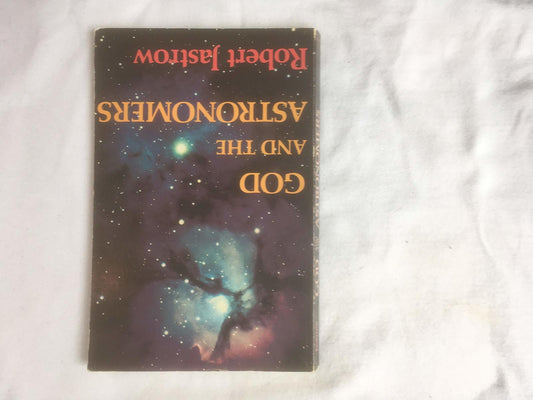 GOD
AND THE
ASTRONOMERS
Robert Jastrow